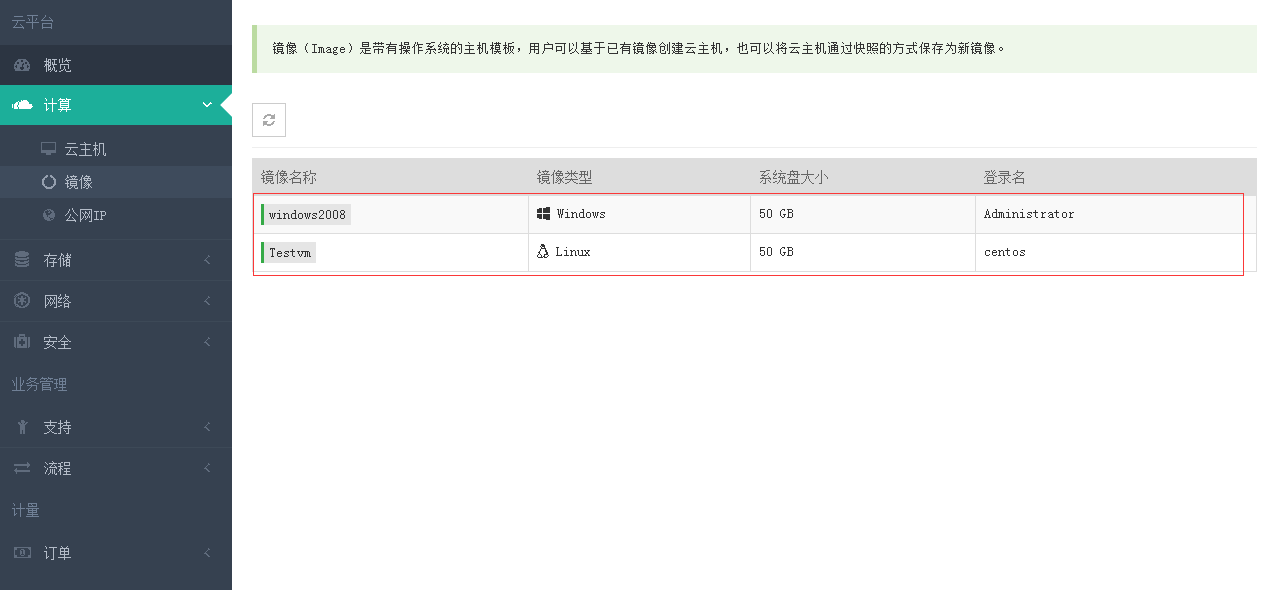 云平台
概览
计算
云主机
镜像
公网IP
存储
网络
安全
业务管理
支持
流程
计量
订单
镜像（Image）是带有操作系统的主机模板，用户可以基于已有镜像创建云主机，也可以将云主机通过快照的方式保存为新镜像。
镜像名称 镜像类型 系统盘大小 登录名
windows2008 Windows 50 GB Administrator
Testvm Linux 50 GB centos